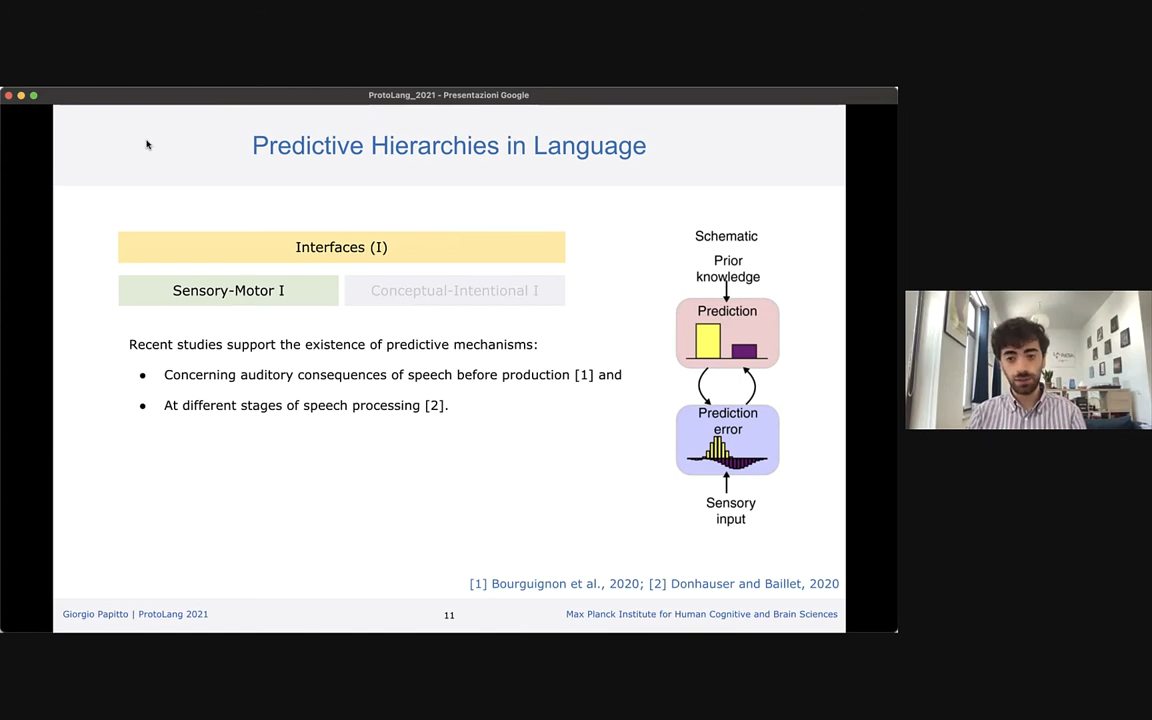 ProtoLang_2021 - Presentazioni Google
Predictive Hierarchies in Language
Interfaces (I)
Sensory-Motor I
Conceptual-Intentional I
Recent studies support the existence of predictive mechanisms:
● Concerning auditory consequences of speech before production [1] and
● At different stages of speech processing [2].
Schematic
Prior
knowledge
Prediction
Prediction
error
Sensory
input
[1] Bourguignon et al., 2020; [2] Donhauser and Baillet, 2020
Giorgio Papitto | ProtoLang 2021
11
Max Planck Institute for Human Cognitive and Brain Sciences